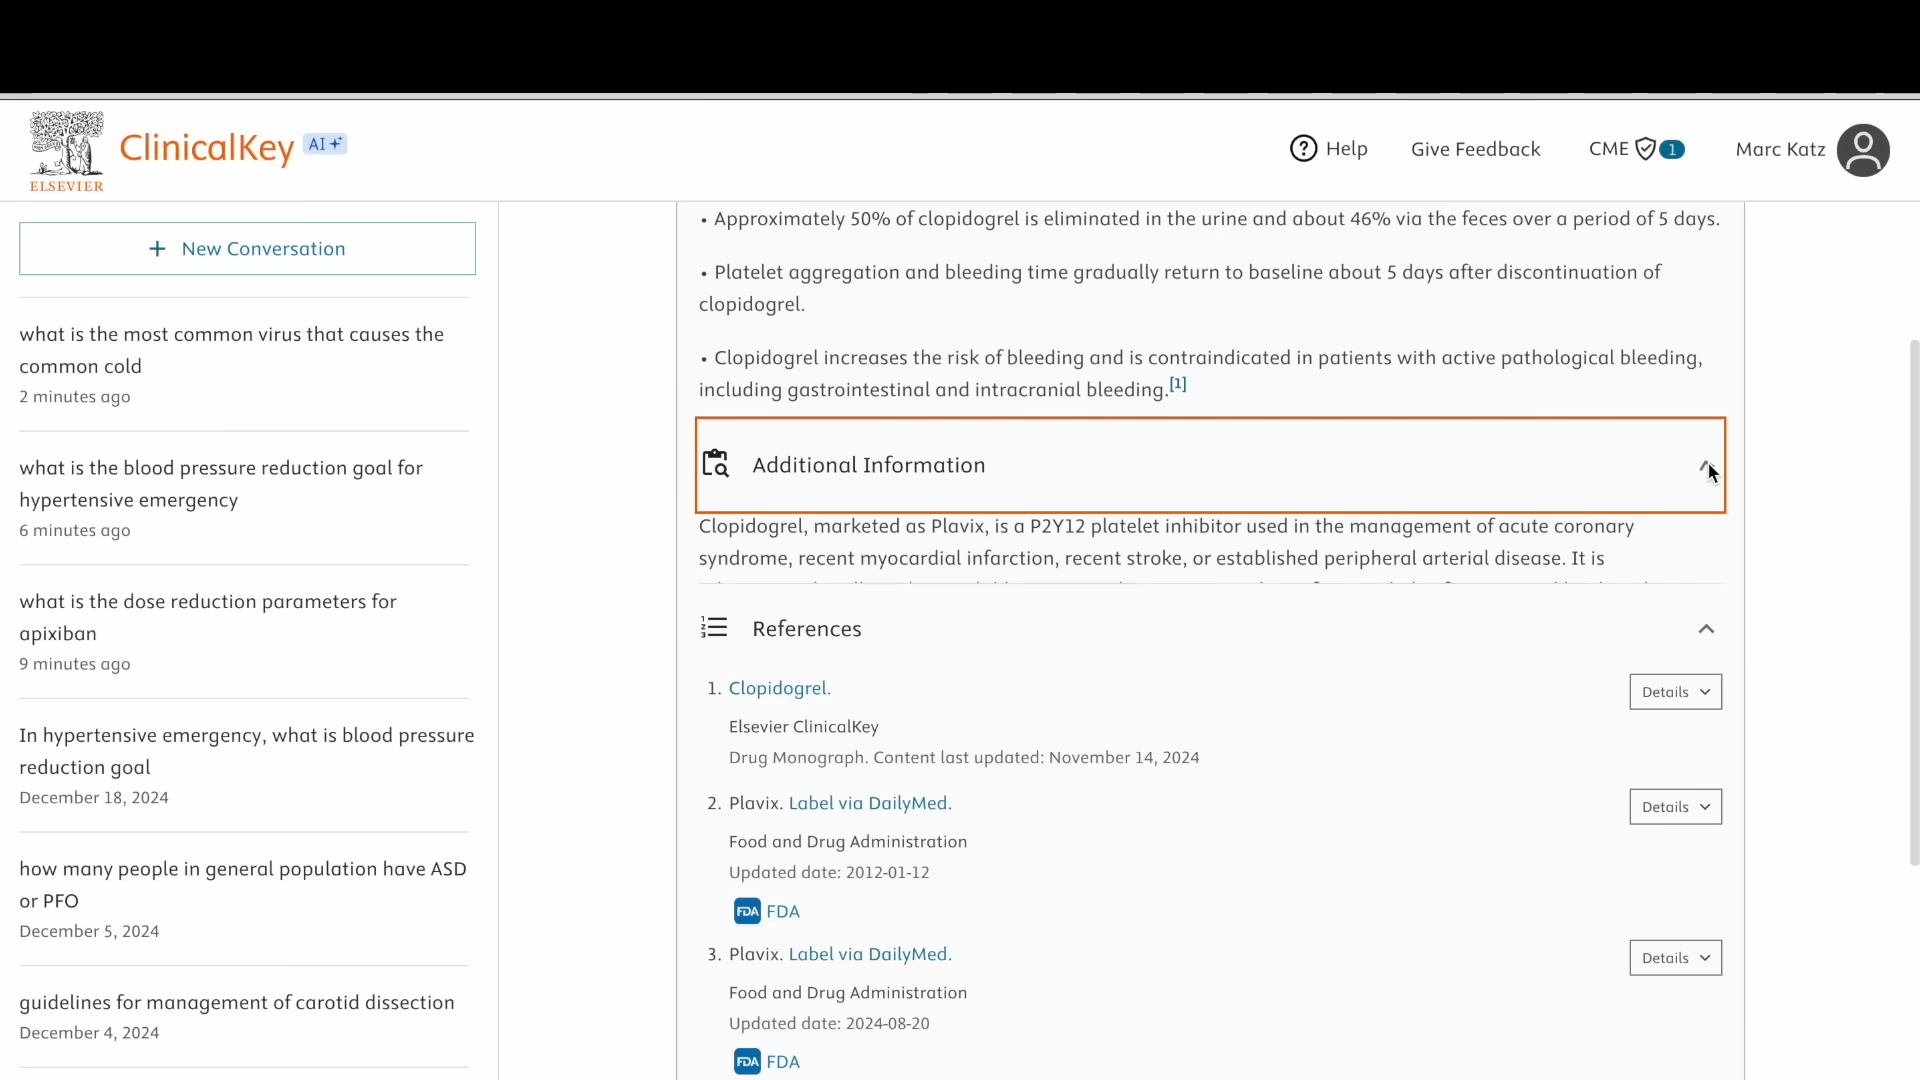 ELSEVIER
ClinicalKey AI
Help
Give Feedback
CME 1
Marc Katz
+ New Conversation
what is the most common virus that causes the
common cold
2 minutes ago
what is the blood pressure reduction goal for
hypertensive emergency
6 minutes ago
what is the dose reduction parameters for
apixiban
9 minutes ago
In hypertensive emergency, what is blood pressure
reduction goal
December 18, 2024
how many people in general population have ASD
or PFO
December 5, 2024
guidelines for management of carotid dissection
December 4, 2024
• Approximately 50% of clopidogrel is eliminated in the urine and about 46% via the feces over a period of 5 days.
• Platelet aggregation and bleeding time gradually return to baseline about 5 days after discontinuation of
clopidogrel.
• Clopidogrel increases the risk of bleeding and is contraindicated in patients with active pathological bleeding,
including gastrointestinal and intracranial bleeding.[1]
Additional Information
Clopidogrel, marketed as Plavix, is a P2Y12 platelet inhibitor used in the management of acute coronary
syndrome, recent myocardial infarction, recent stroke, or established peripheral arterial disease. It is
References
1. Clopidogrel.
Details
Elsevier ClinicalKey
Drug Monograph. Content last updated: November 14, 2024
2. Plavix. Label via DailyMed.
Details
Food and Drug Administration
Updated date: 2012-01-12
FDA FDA
3. Plavix. Label via DailyMed.
Details
Food and Drug Administration
Updated date: 2024-08-20
FDA FDA